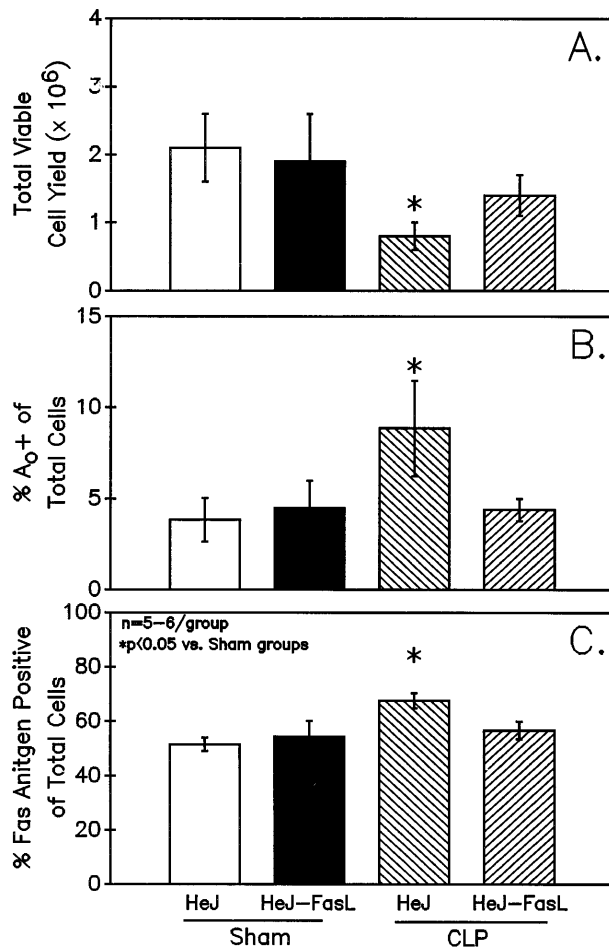 A.
Total Viable
Cell Yield (x 10⁶)
4
3
2
1
0
*
B.
% Ao+ of
Total Cells
15
10
5
0
*
C.
% Fas Anitgen Positive
of Total Cells
100
80
60
40
20
0
n=5-6/group
*p<0.05 vs. Sham groups
*
HeJ HeJ-FasL HeJ HeJ-FasL
Sham CLP